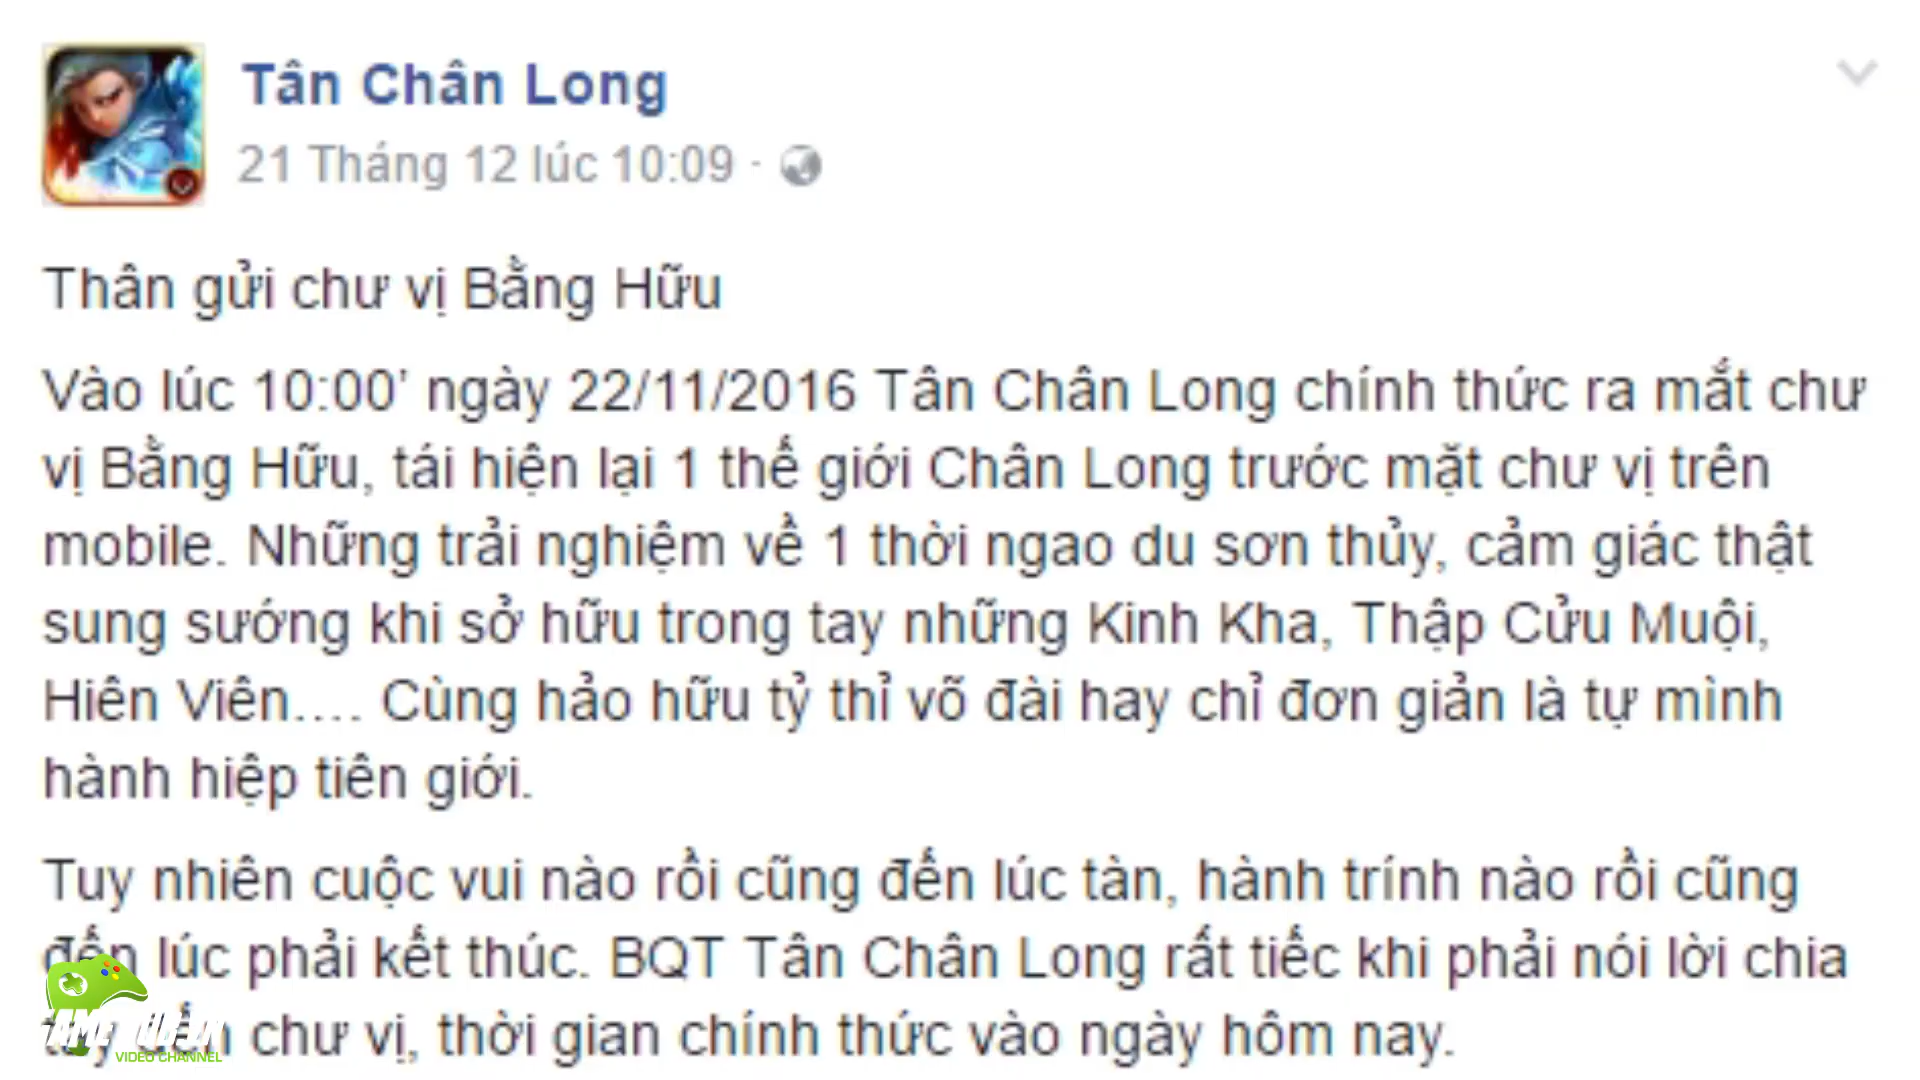 Tân Chân Long
21 Tháng 12 lúc 10:09 ·
Thân gửi chư vị Bằng Hữu
Vào lúc 10:00' ngày 22/11/2016 Tân Chân Long chính thức ra mắt chư
vị Bằng Hữu, tái hiện lại 1 thế giới Chân Long trước mặt chư vị trên
mobile. Những trải nghiệm về 1 thời ngao du sơn thủy, cảm giác thật
sung sướng khi sở hữu trong tay những Kinh Kha, Thập Cửu Muội,
Hiên Viên.... Cùng hảo hữu tỷ thỉ võ đài hay chỉ đơn giản là tự mình
hành hiệp tiên giới.
Tuy nhiên cuộc vui nào rồi cũng đến lúc tàn, hành trính nào rồi cũng
đến lúc phải kết thúc. BQT Tân Chân Long rất tiếc khi phải nói lời chia
chư vị, thời gian chính thức vào ngày hôm nay.
VIDEO CHANNEL